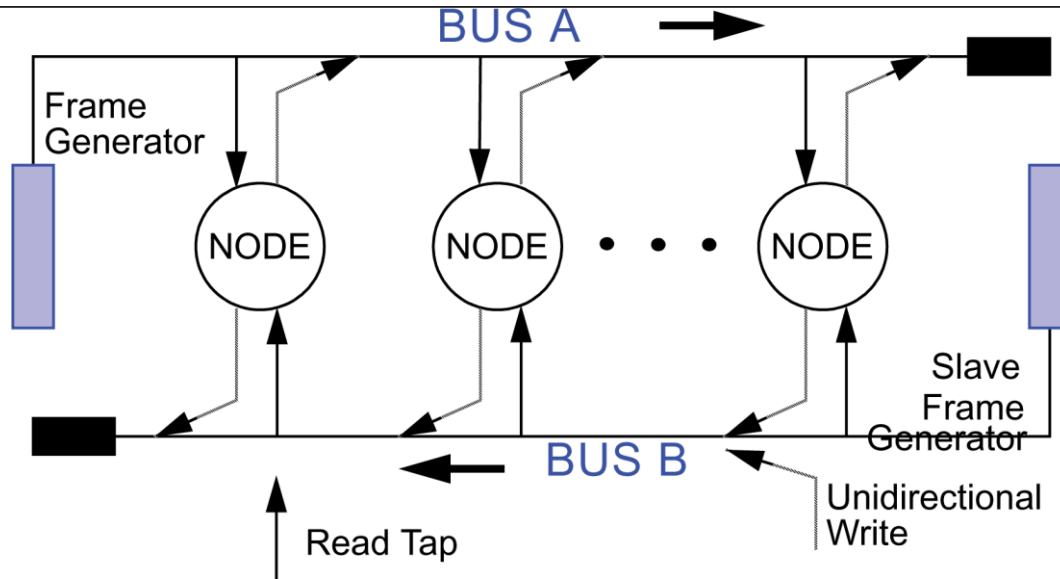 BUS A
Frame
Generator
NODE
NODE
NODE
Slave
Frame
Generator
BUS B
Unidirectional
Write
Read Tap